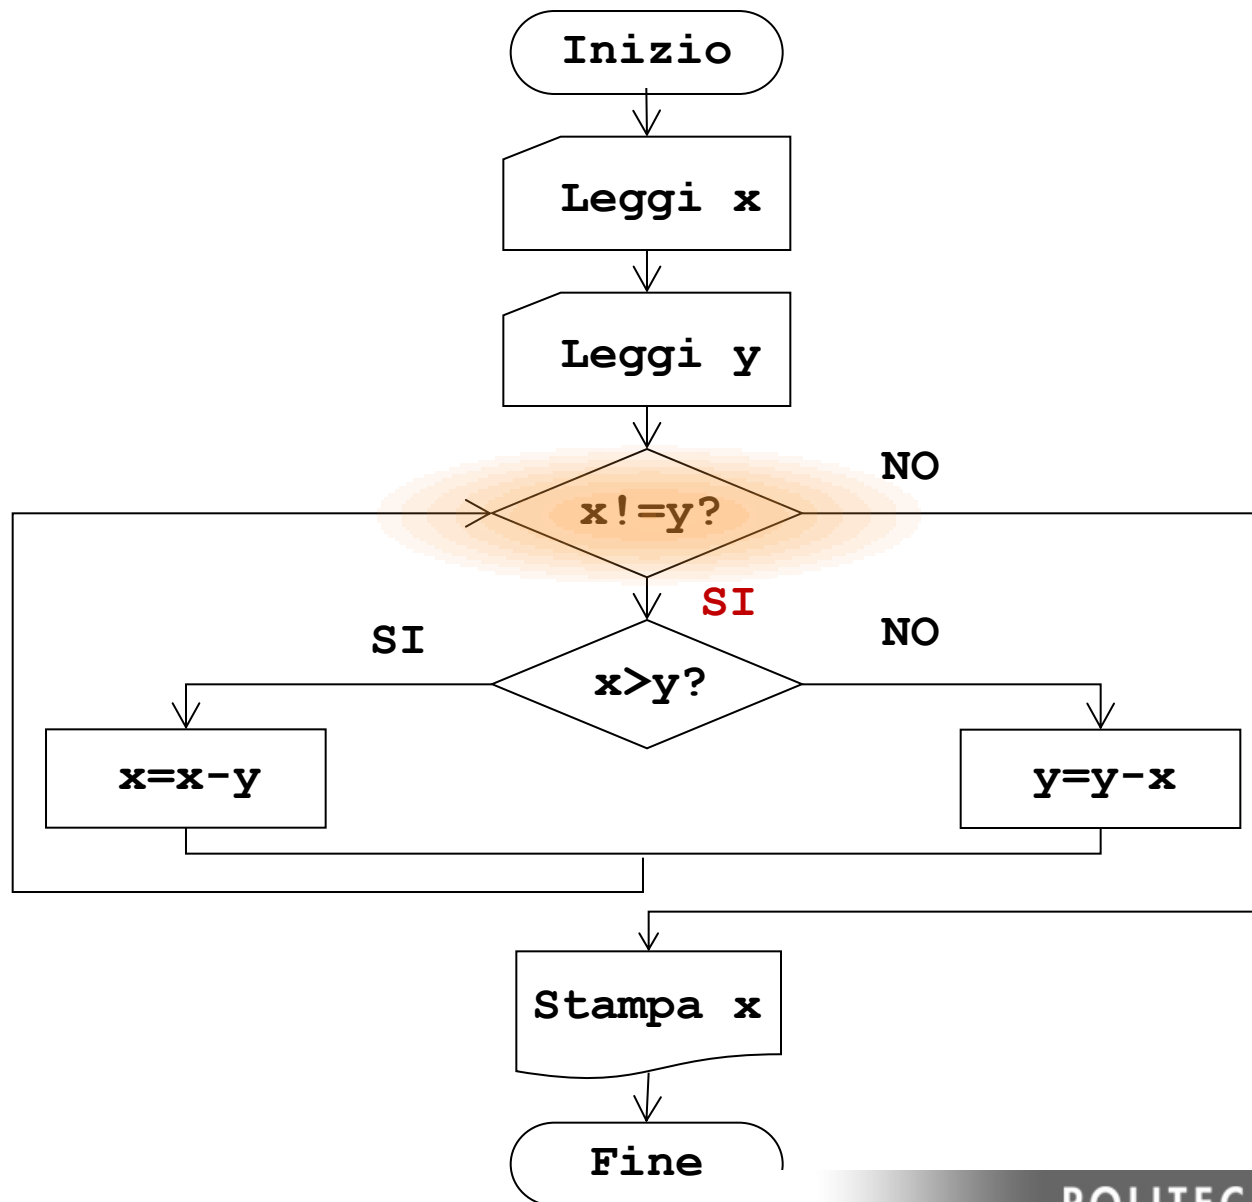 Inizio
Leggi x
Leggi y
NO
x!=y?
SI
SI
NO
x>y?
x=x-y
y=y-x
Stampa x
Fine